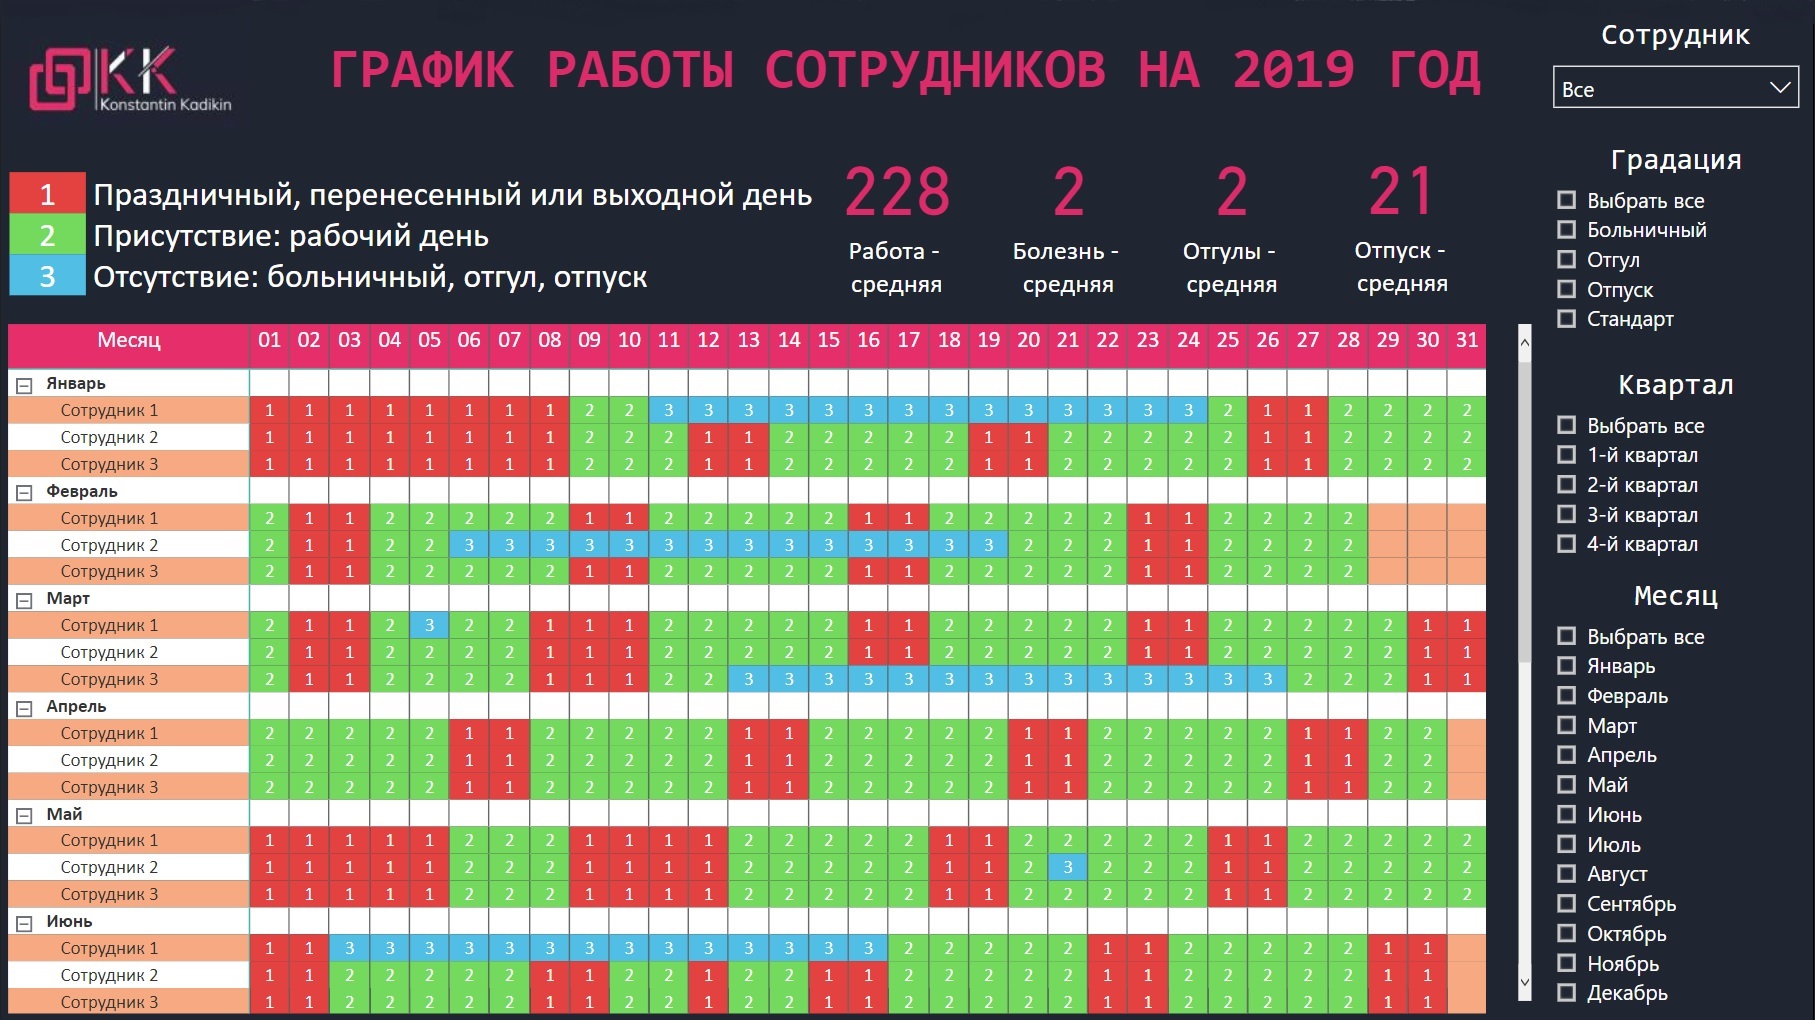 KK
Konstantin Kadikin
ГРАФИК РАБОТЫ СОТРУДНИКОВ НА 2019 ГОД
1 Праздничный, перенесенный или выходной день
2 Присутствие: рабочий день
3 Отсутствие: больничный, отгул, отпуск
228 2 2 21
Работа - Болезнь - Отгулы - Отпуск -
средняя средняя средняя средняя
Месяц 01 02 03 04 05 06 07 08 09 10 11 12 13 14 15 16 17 18 19 20 21 22 23 24 25 26 27 28 29 30 31
Январь
Сотрудник 1 1 1 1 1 1 1 1 1 2 2 3 3 3 3 3 3 3 3 3 3 3 3 3 3 2 1 1 2 2 2 2
Сотрудник 2 1 1 1 1 1 1 1 1 2 2 2 1 1 2 2 2 2 2 1 1 2 2 2 2 2 1 1 2 2 2 2
Сотрудник 3 1 1 1 1 1 1 1 1 2 2 2 1 1 2 2 2 2 2 1 1 2 2 2 2 2 1 1 2 2 2 2
Февраль
Сотрудник 1 2 1 1 2 2 2 2 2 1 1 2 2 2 2 2 1 1 2 2 2 2 2 1 1 2 2 2 2
Сотрудник 2 2 1 1 2 2 3 3 3 3 3 3 3 3 3 3 3 3 3 3 2 2 2 1 1 2 2 2 2
Сотрудник 3 2 1 1 2 2 2 2 2 1 1 2 2 2 2 2 1 1 2 2 2 2 2 1 1 2 2 2 2
Март
Сотрудник 1 2 1 1 2 3 2 2 1 1 1 2 2 2 2 2 1 1 2 2 2 2 2 1 1 2 2 2 2 2 1 1
Сотрудник 2 2 1 1 2 2 2 2 1 1 1 2 2 2 2 2 1 1 2 2 2 2 2 1 1 2 2 2 2 2 1 1
Сотрудник 3 2 1 1 2 2 2 2 1 1 1 2 2 3 3 3 3 3 3 3 3 3 3 3 3 3 3 2 2 2 1 1
Апрель
Сотрудник 1 2 2 2 2 2 1 1 2 2 2 2 2 1 1 2 2 2 2 2 1 1 2 2 2 2 2 1 1 2 2
Сотрудник 2 2 2 2 2 2 1 1 2 2 2 2 2 1 1 2 2 2 2 2 1 1 2 2 2 2 2 1 1 2 2
Сотрудник 3 2 2 2 2 2 1 1 2 2 2 2 2 1 1 2 2 2 2 2 1 1 2 2 2 2 2 1 1 2 2
Май
Сотрудник 1 1 1 1 1 1 2 2 2 1 1 1 1 2 2 2 2 2 1 1 2 2 2 2 2 1 1 2 2 2 2 2
Сотрудник 2 1 1 1 1 1 2 2 2 1 1 1 1 2 2 2 2 2 1 1 2 3 2 2 2 1 1 2 2 2 2 2
Сотрудник 3 1 1 1 1 1 2 2 2 1 1 1 1 2 2 2 2 2 1 1 2 2 2 2 2 1 1 2 2 2 2 2
Июнь
Сотрудник 1 1 1 3 3 3 3 3 3 3 3 3 3 3 3 3 3 2 2 2 2 2 1 1 2 2 2 2 2 1 1
Сотрудник 2 1 1 2 2 2 2 2 1 1 2 2 1 2 2 1 1 2 2 2 2 2 1 1 2 2 2 2 2 1 1
Сотрудник 3 1 1 2 2 2 2 2 1 1 2 2 1 2 2 1 1 2 2 2 2 2 1 1 2 2 2 2 2 1 1
Сотрудник
Все
Градация
Выбрать все
Больничный
Отгул
Отпуск
Стандарт
Квартал
Выбрать все
1-й квартал
2-й квартал
3-й квартал
4-й квартал
Месяц
Выбрать все
Январь
Февраль
Март
Апрель
Май
Июнь
Июль
Август
Сентябрь
Октябрь
Ноябрь
Декабрь